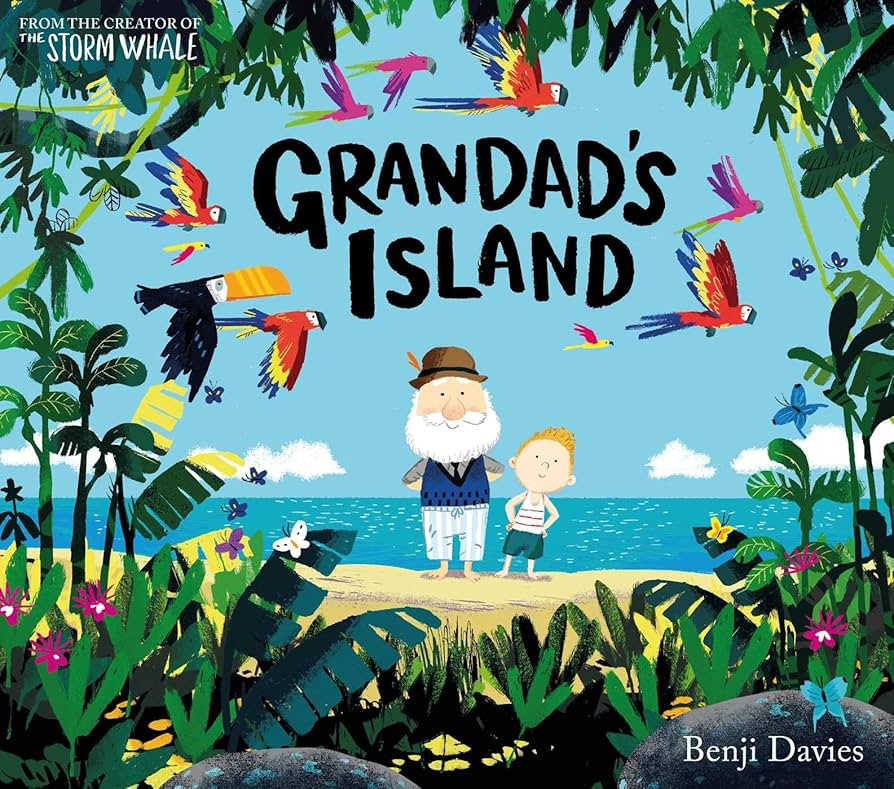 FROM THE CREATOR OF
THE STORM WHALE
GRANDAD'S
ISLAND
Benji Davies